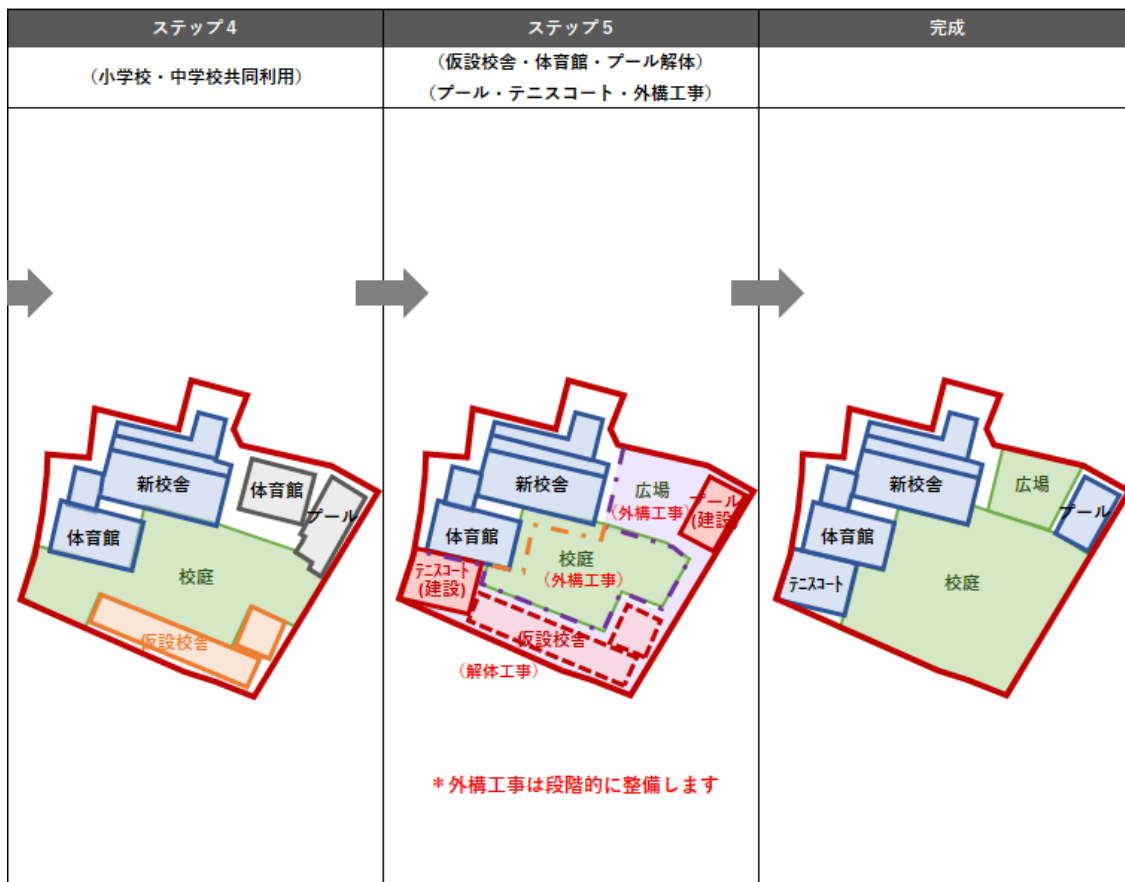 ステップ4
ステップ5
完成
(小学校・中学校共同利用)
(仮設校舎・体育館・プール解体)
(プール・テニスコート・外構工事)
新校舎
体育館
プール
体育館
校庭
仮設校舎
新校舎
広場
(外構工事)
プール
(建設)
体育館
校庭
(外構工事)
テニスコート
(建設)
仮設校舎
(解体工事)
*外構工事は段階的に整備します
新校舎
広場
プール
体育館
テニスコート
校庭